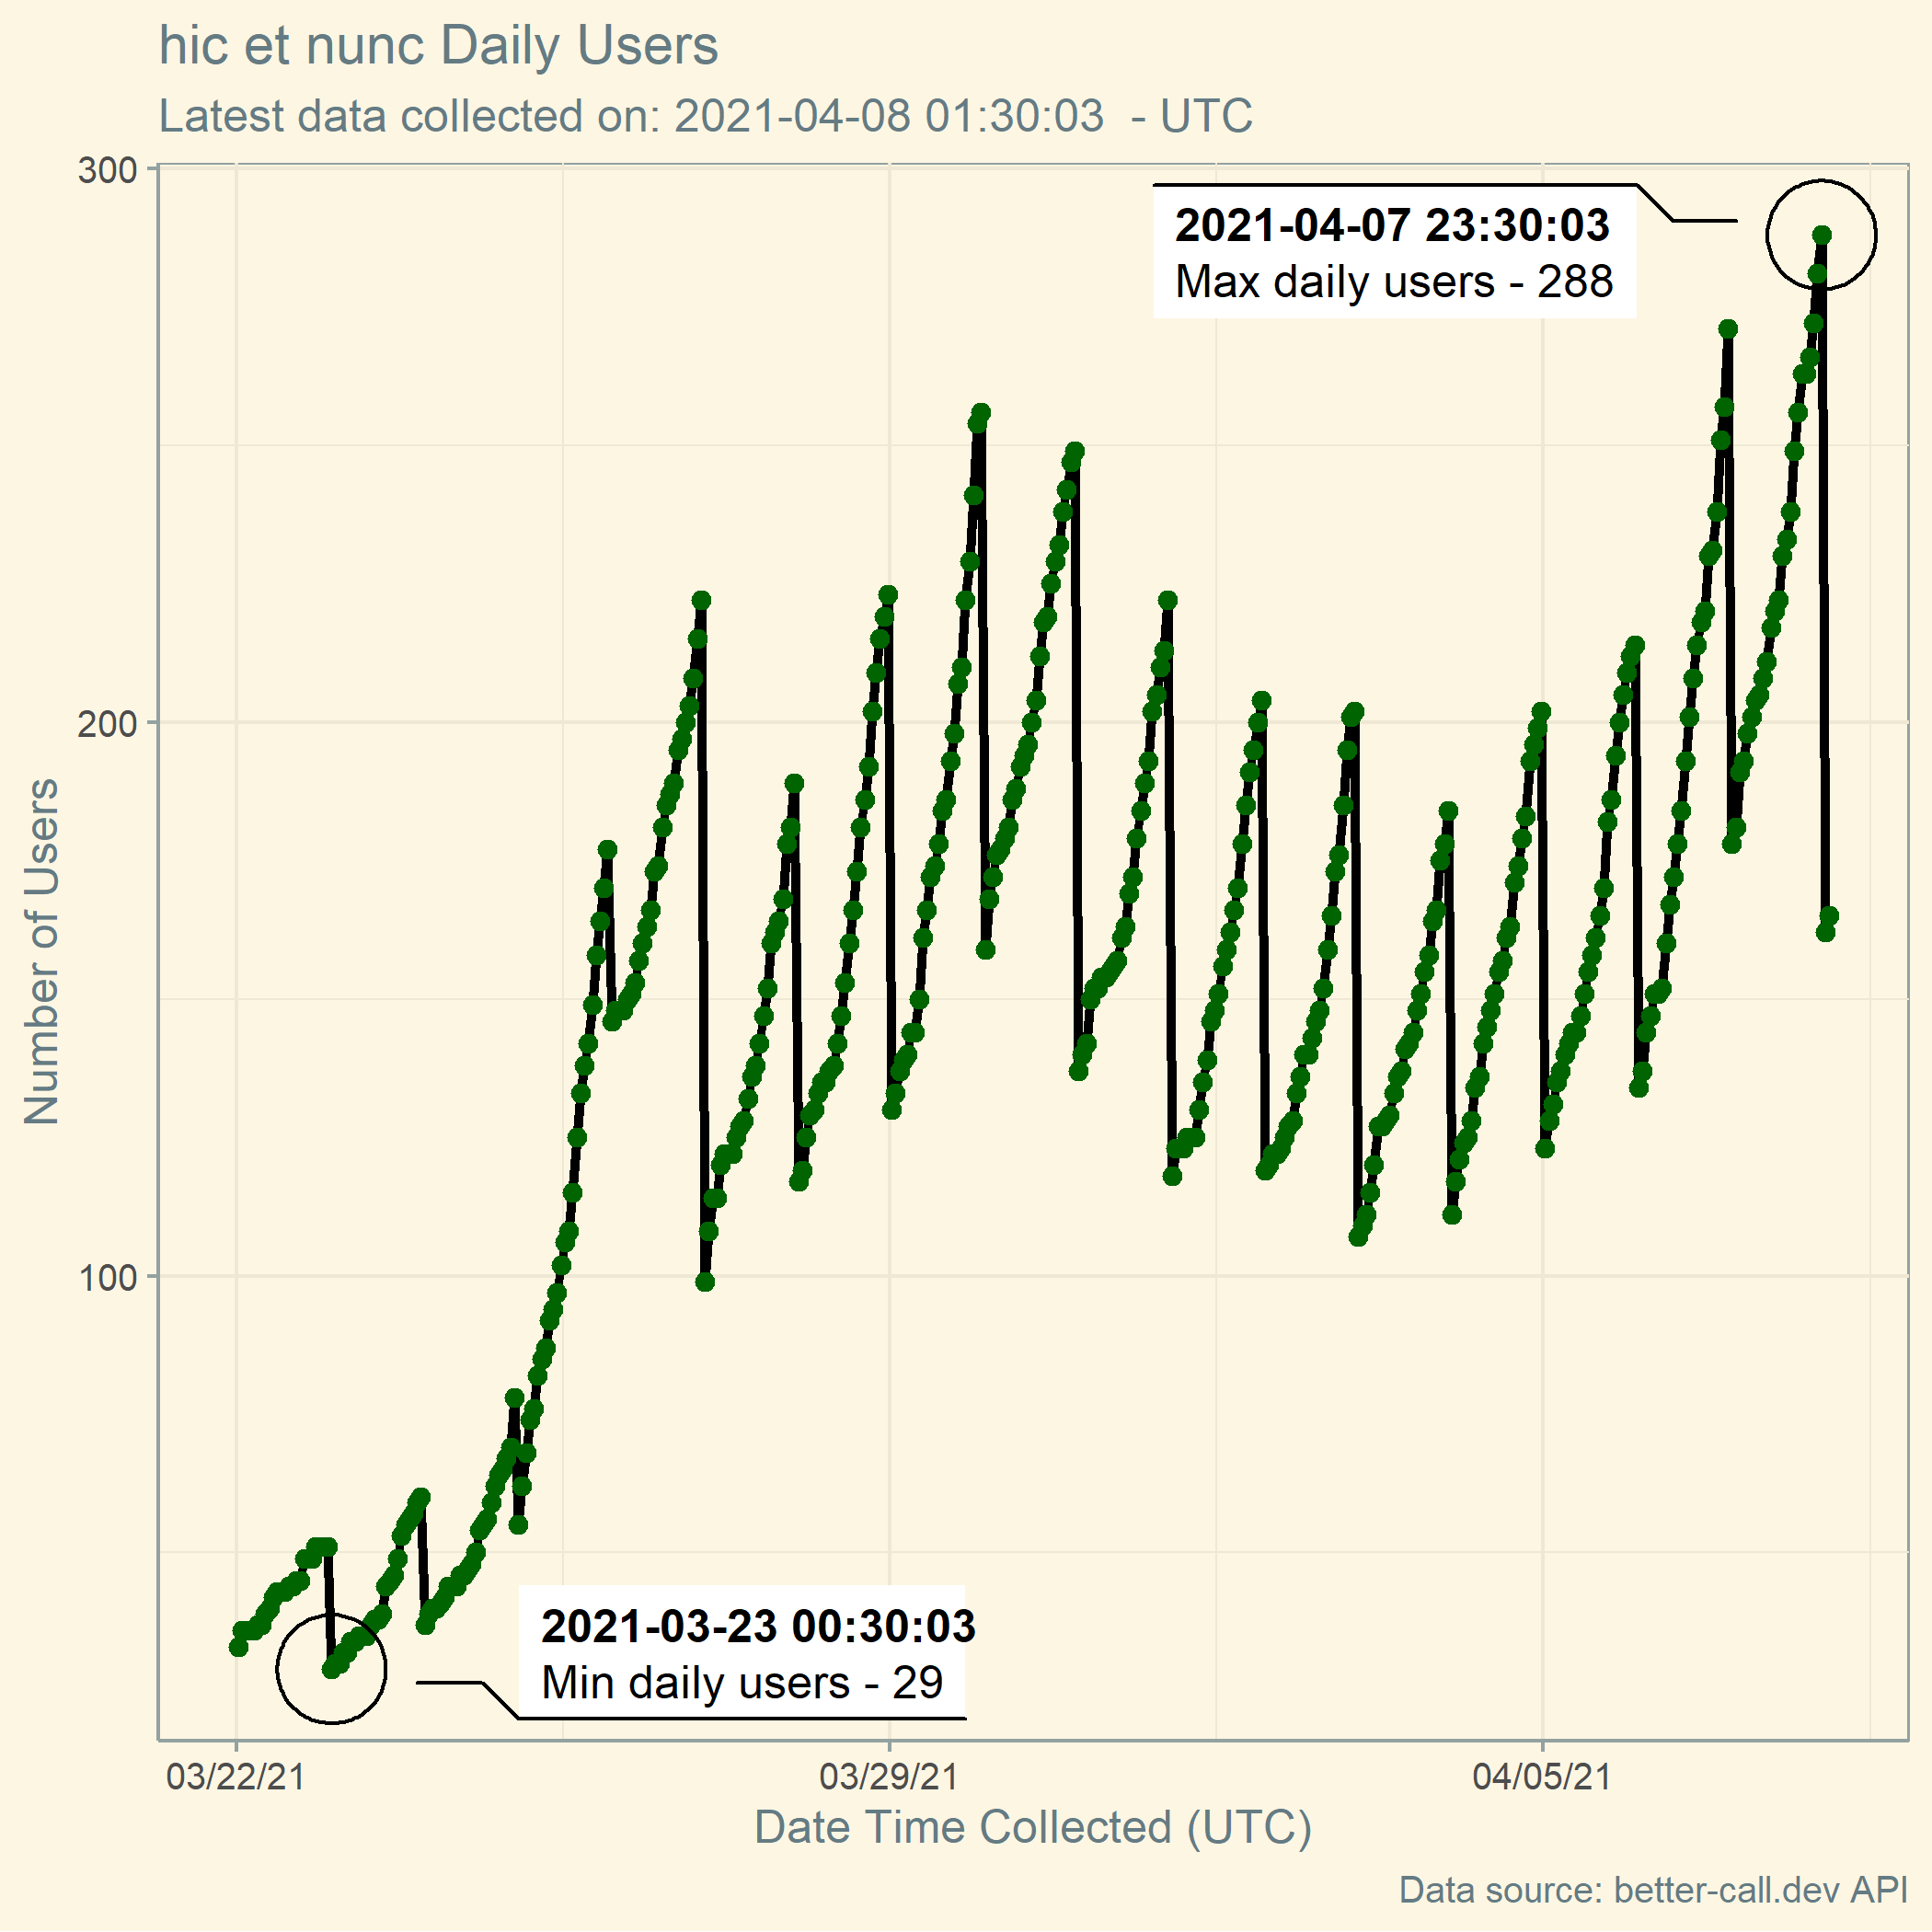 hic et nunc Daily Users
Latest data collected on: 2021-04-08 01:30:03  - UTC
300
2021-04-07 23:30:03
Max daily users - 288
200
Number of Users
100
2021-03-23 00:30:03
Min daily users - 29
03/22/21
03/29/21
04/05/21
Date Time Collected (UTC)
Data source: better-call.dev API